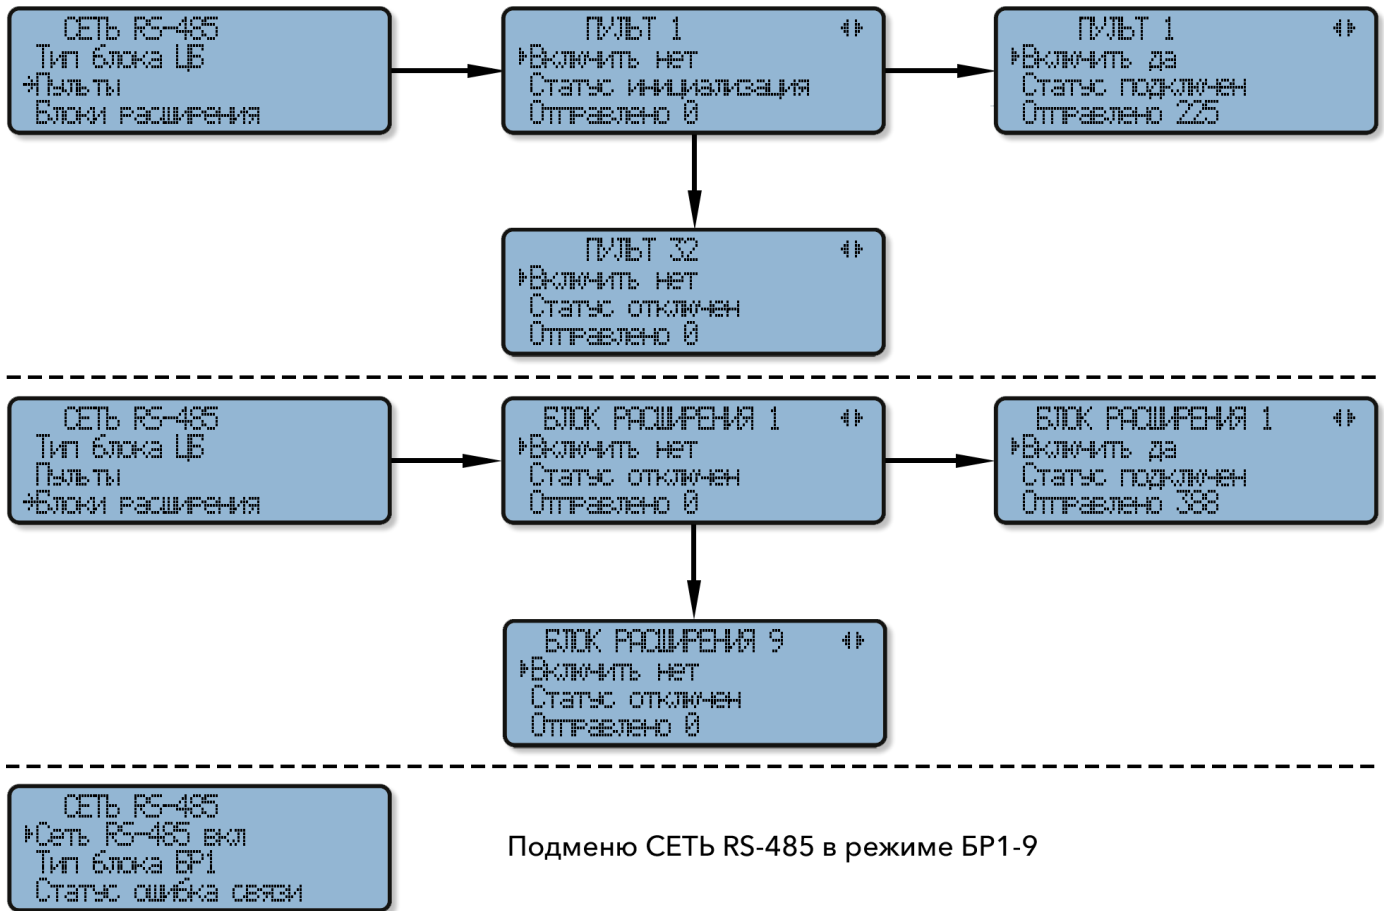 СЕТЬ RS-485
Тип блока ЦБ
Пульты
Блоки расширения
ПУЛЬТ 1
Включить нет
Статус инициализация
Отправлено 0
ПУЛЬТ 1
Включить да
Статус подключен
Отправлено 225
ПУЛЬТ 32
Включить нет
Статус отключен
Отправлено 0
СЕТЬ RS-485
Тип блока ЦБ
Пульты
Блоки расширения
БЛОК РАСШИРЕНИЯ 1
Включить нет
Статус отключен
Отправлено 0
БЛОК РАСШИРЕНИЯ 1
Включить да
Статус подключен
Отправлено 388
БЛОК РАСШИРЕНИЯ 9
Включить нет
Статус отключен
Отправлено 0
СЕТЬ RS-485
Сеть RS-485 вкл
Тип блока БР1
Статус ошибка связи
Подменю СЕТЬ RS-485 в режиме БР1-9